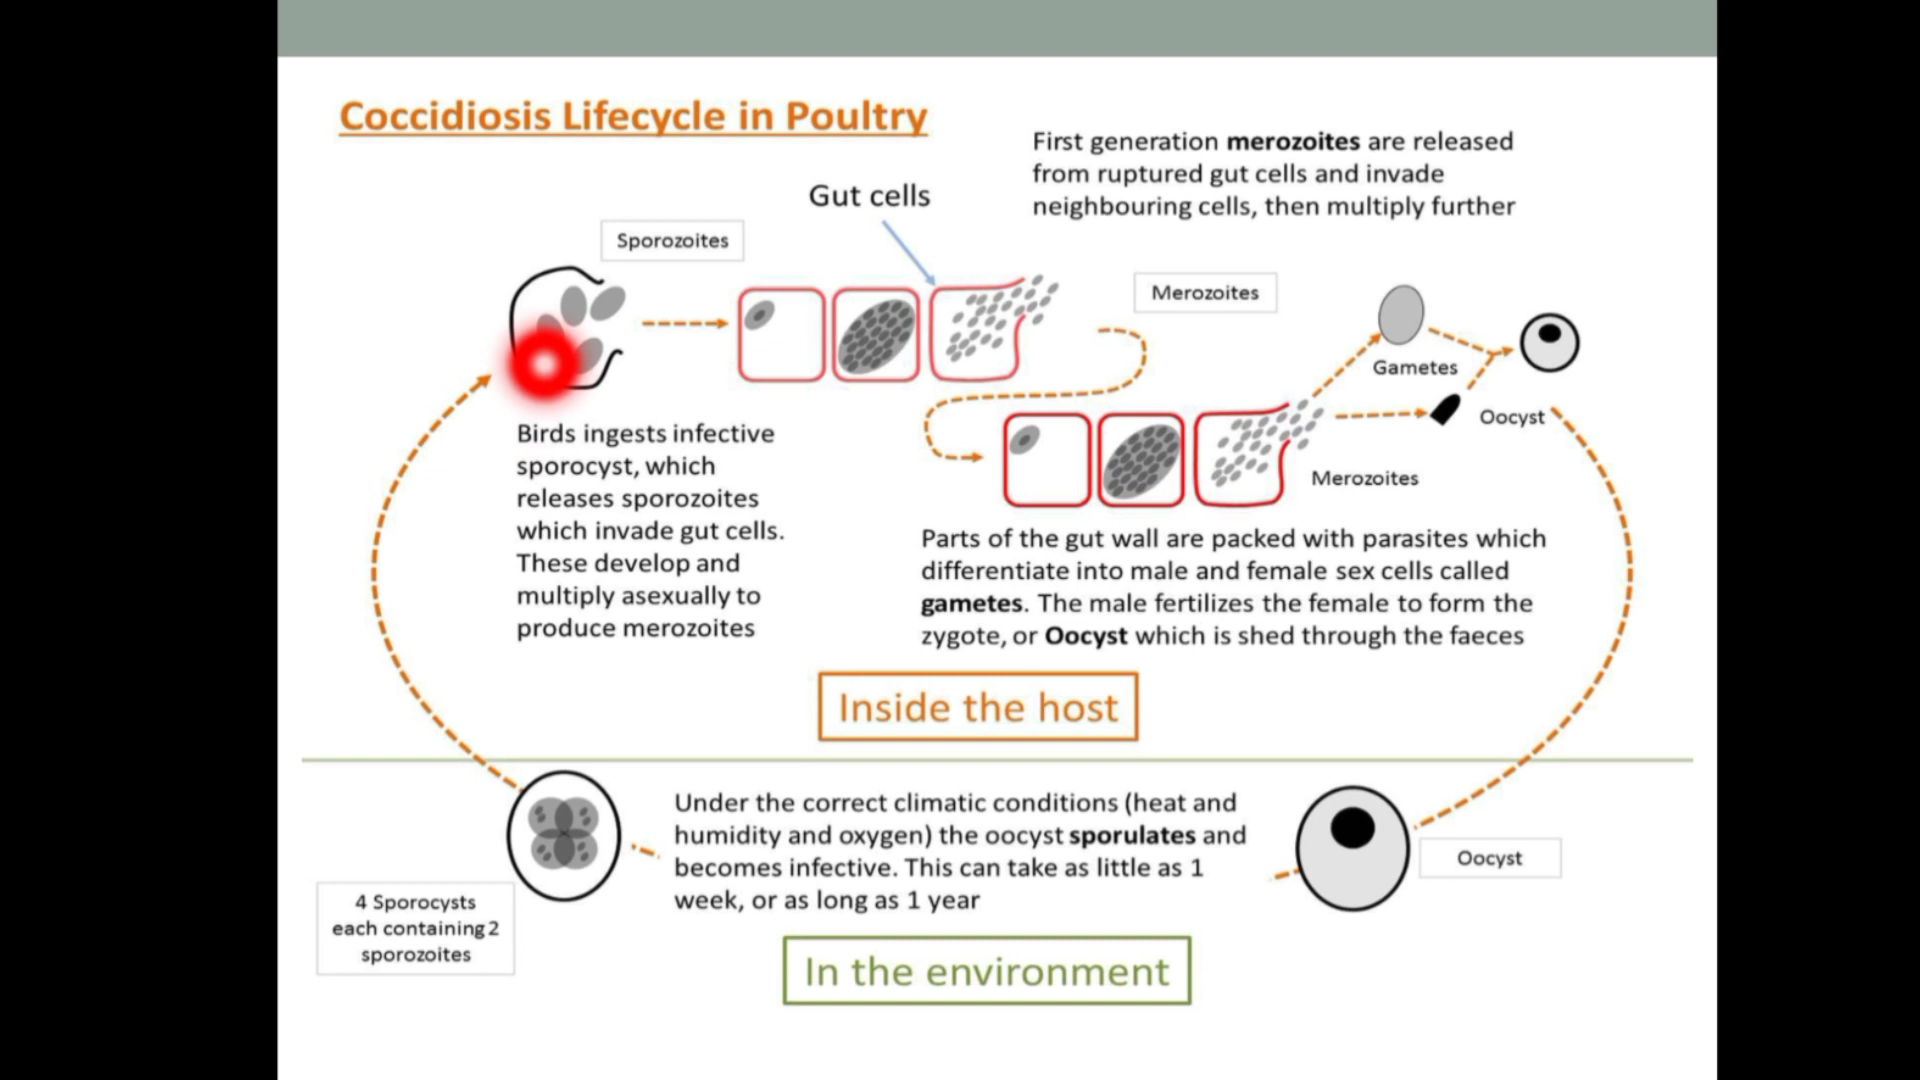 Coccidiosis Lifecycle in Poultry
First generation merozoites are released
from ruptured gut cells and invade
neighbouring cells, then multiply further
Gut cells
Sporozoites
Merozoites
Gametes
Oocyst
Merozoites
Birds ingests infective
sporocyst, which
releases sporozoites
which invade gut cells.
These develop and
multiply asexually to
produce merozoites
Parts of the gut wall are packed with parasites which
differentiate into male and female sex cells called
gametes. The male fertilizes the female to form the
zygote, or Oocyst which is shed through the faeces
Inside the host
Under the correct climatic conditions (heat and
humidity and oxygen) the oocyst sporulates and
becomes infective. This can take as little as 1
week, or as long as 1 year
Oocyst
4 Sporocysts
each containing 2
sporozoites
In the environment